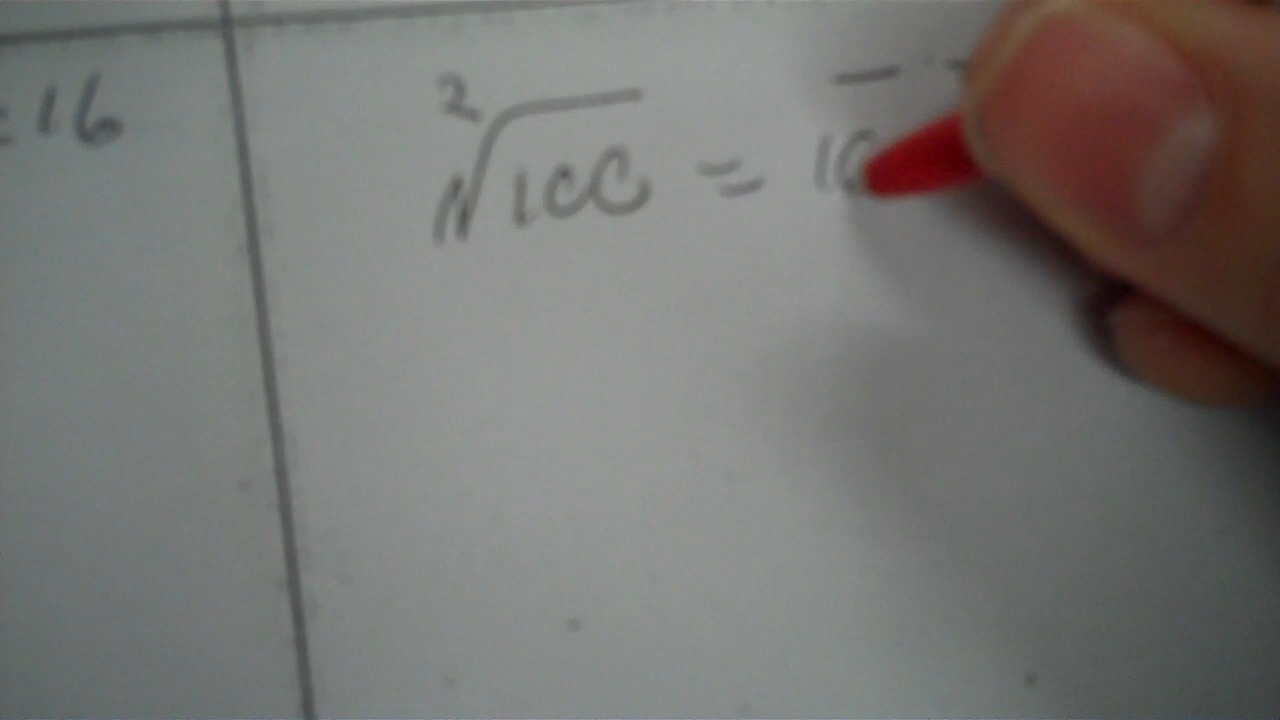 =16
²√100 = 10